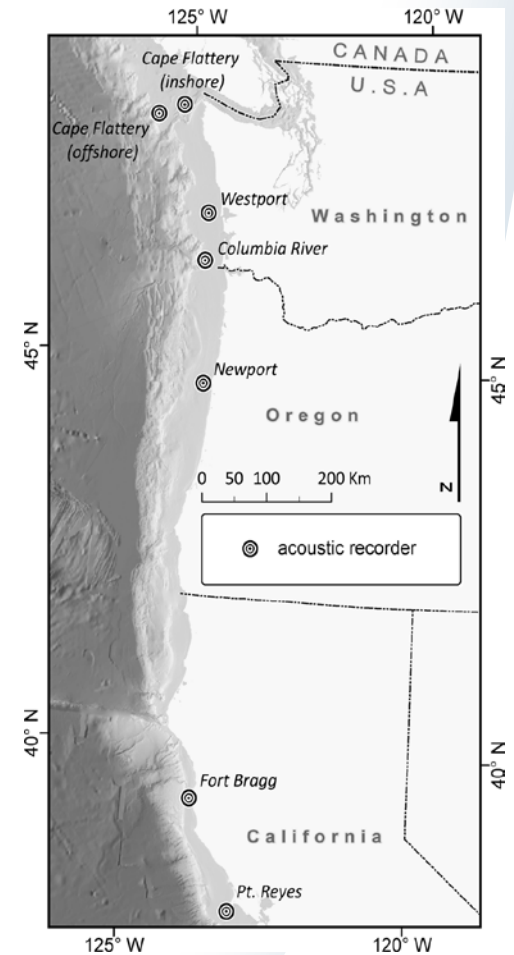 125° W
120° W
Cape Flattery
(inshore)
CANADA
U.S.A
Cape Flattery
(offshore)
Westport
Washington
Columbia River
45° N
45° N
Newport
Oregon
0 50 100 200 Km
N
acoustic recorder
40° N
40° N
Fort Bragg
California
Pt. Reyes
125° W
120° W